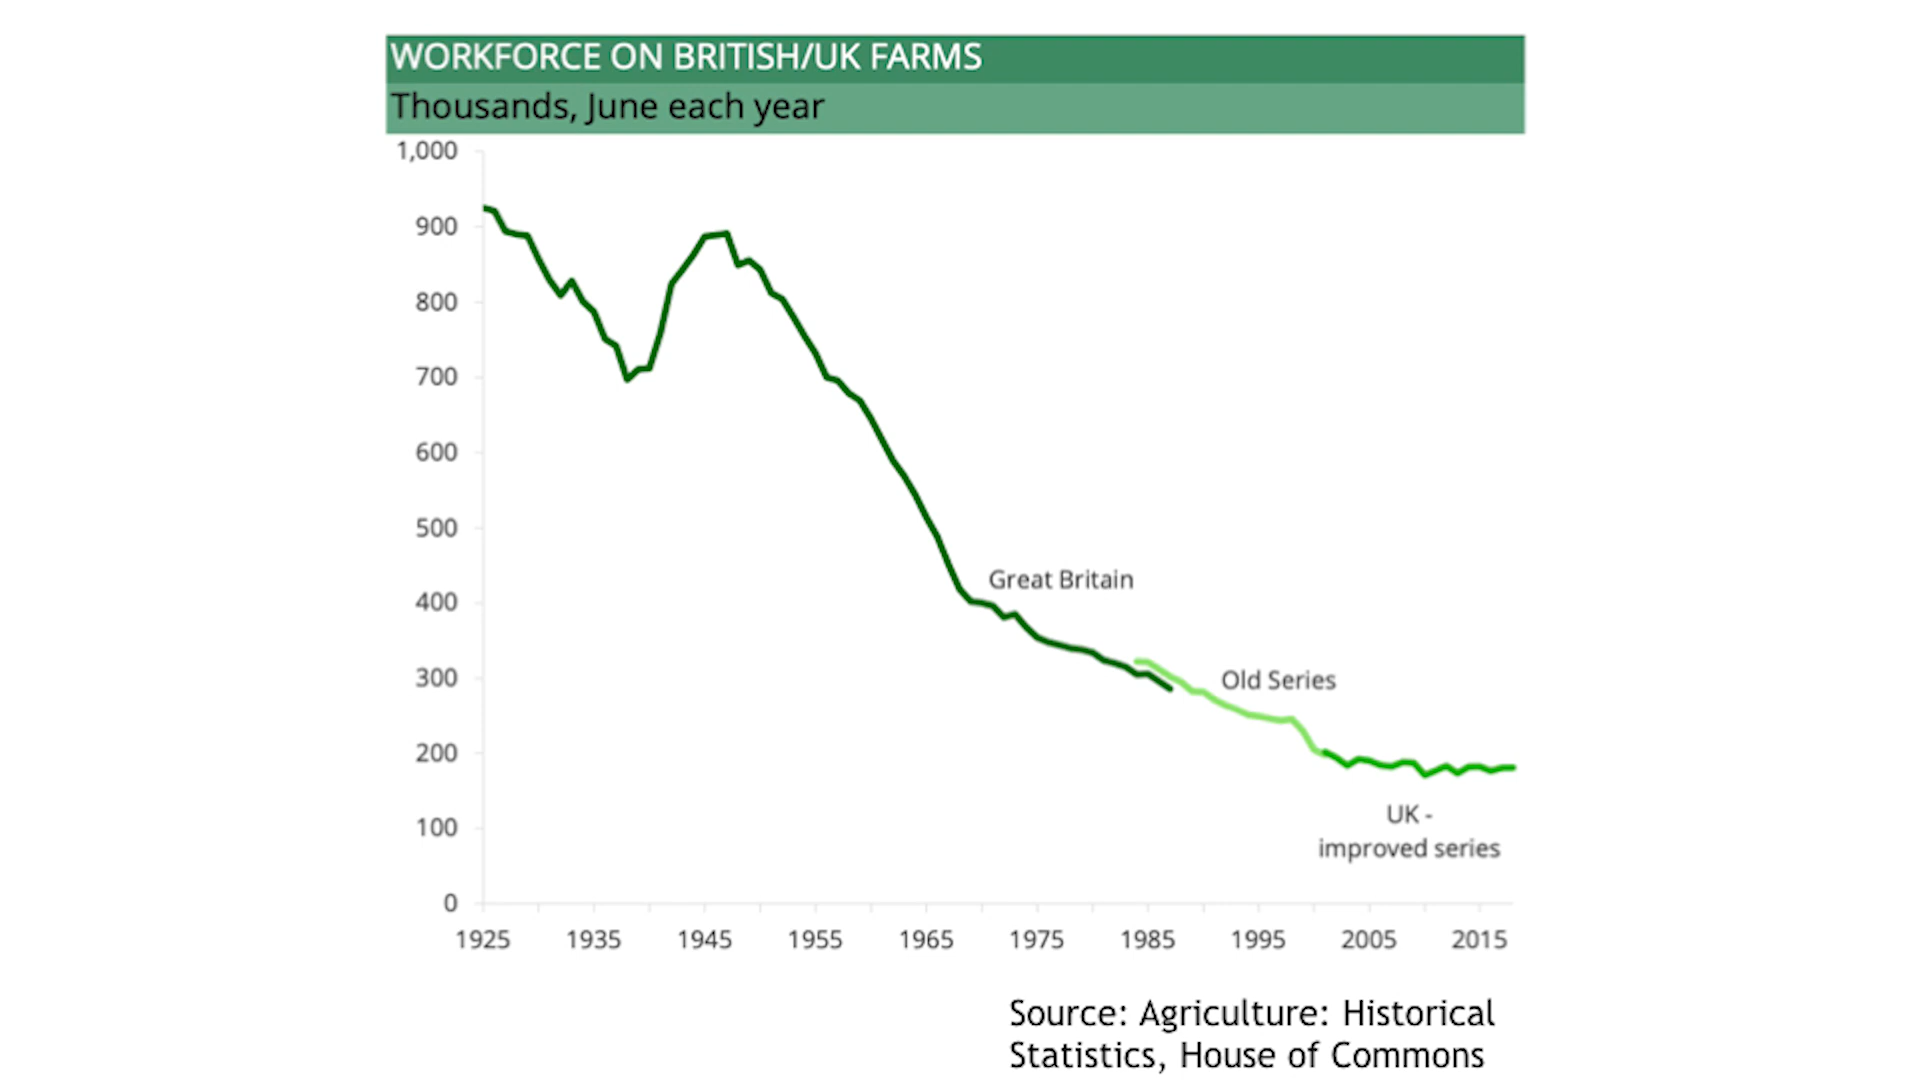 WORKFORCE ON BRITISH/UK FARMS
Thousands, June each year
1,000
900
800
700
600
500
400
300
200
100
0
Great Britain
Old Series
UK -
improved series
1925 1935 1945 1955 1965 1975 1985 1995 2005 2015
Source: Agriculture: Historical
Statistics, House of Commons